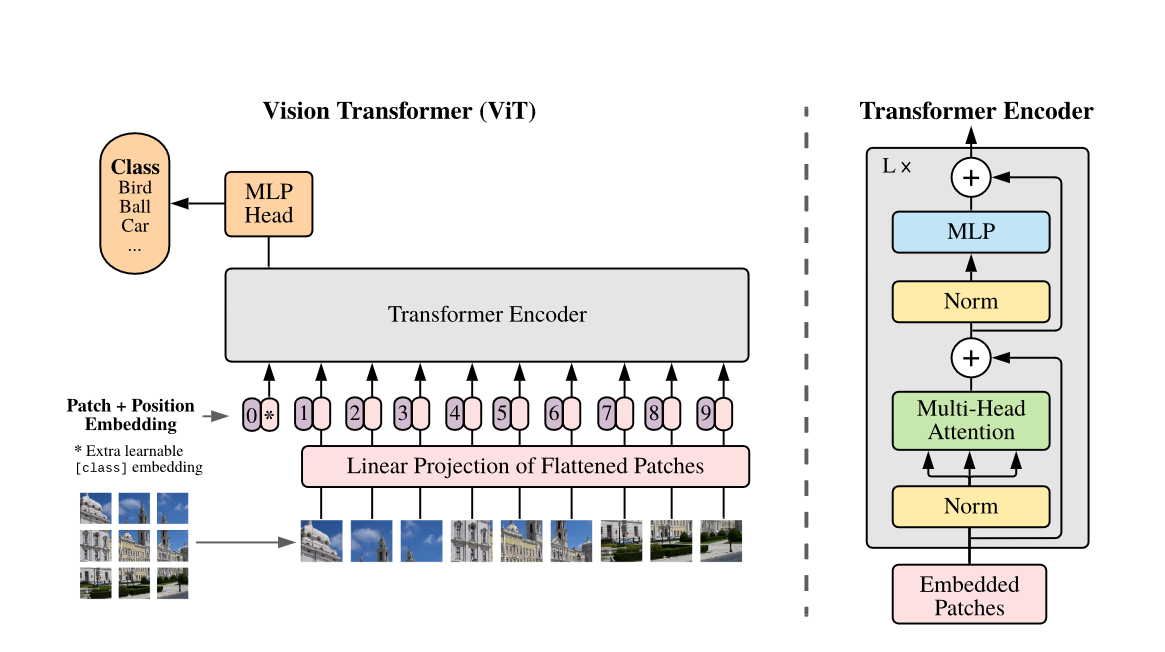 Vision Transformer (ViT)
Class
Bird
Ball
Car
...
MLP
Head
Transformer Encoder
Patch + Position
Embedding
0 * 1 2 3 4 5 6 7 8 9
* Extra learnable
[class] embedding
Linear Projection of Flattened Patches
Transformer Encoder
L x
+
MLP
Norm
+
Multi-Head
Attention
Norm
Embedded
Patches